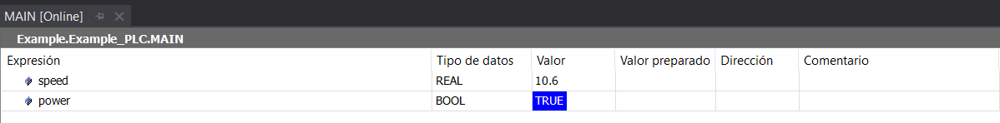 MAIN [Online]
Example.Example_PLC.MAIN
Expresión Tipo de datos Valor Valor preparado Dirección Comentario
speed REAL 10.6
power BOOL TRUE